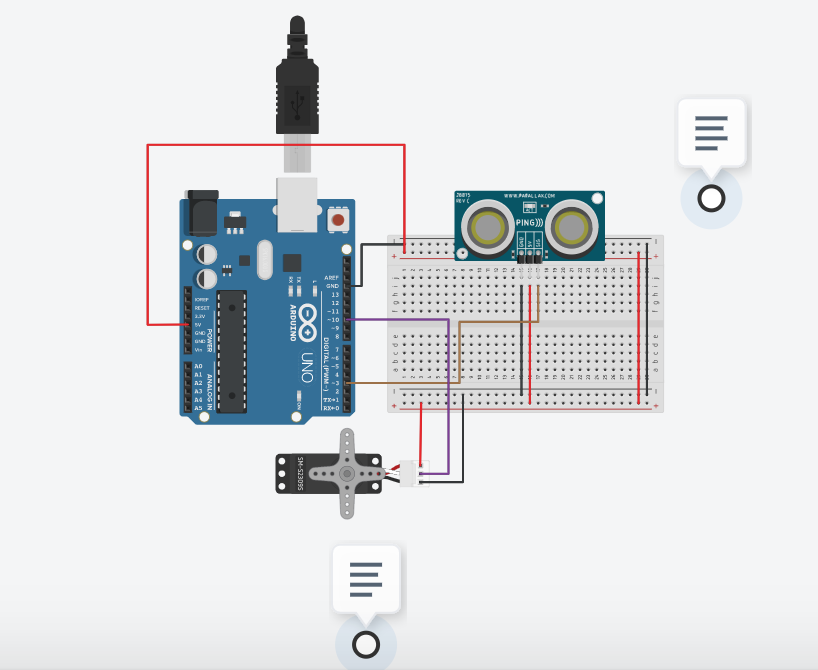 28015
REV C
WWW.PARALLAX.COM
PING)))
GND
5V
SIG
AREF
GND
13
12
~11
~10
~9
8
7
~6
~5
4
~3
2
TX→1
RX←0
DIGITAL (PWM~)
L
TX
RX
ON
ARDUINO
UNO
IOREF
RESET
3.3V
5V
GND
GND
Vin
POWER
A0
A1
A2
A3
A4
A5
ANALOG IN
SM-S2309S
a b c d e
f g h i j